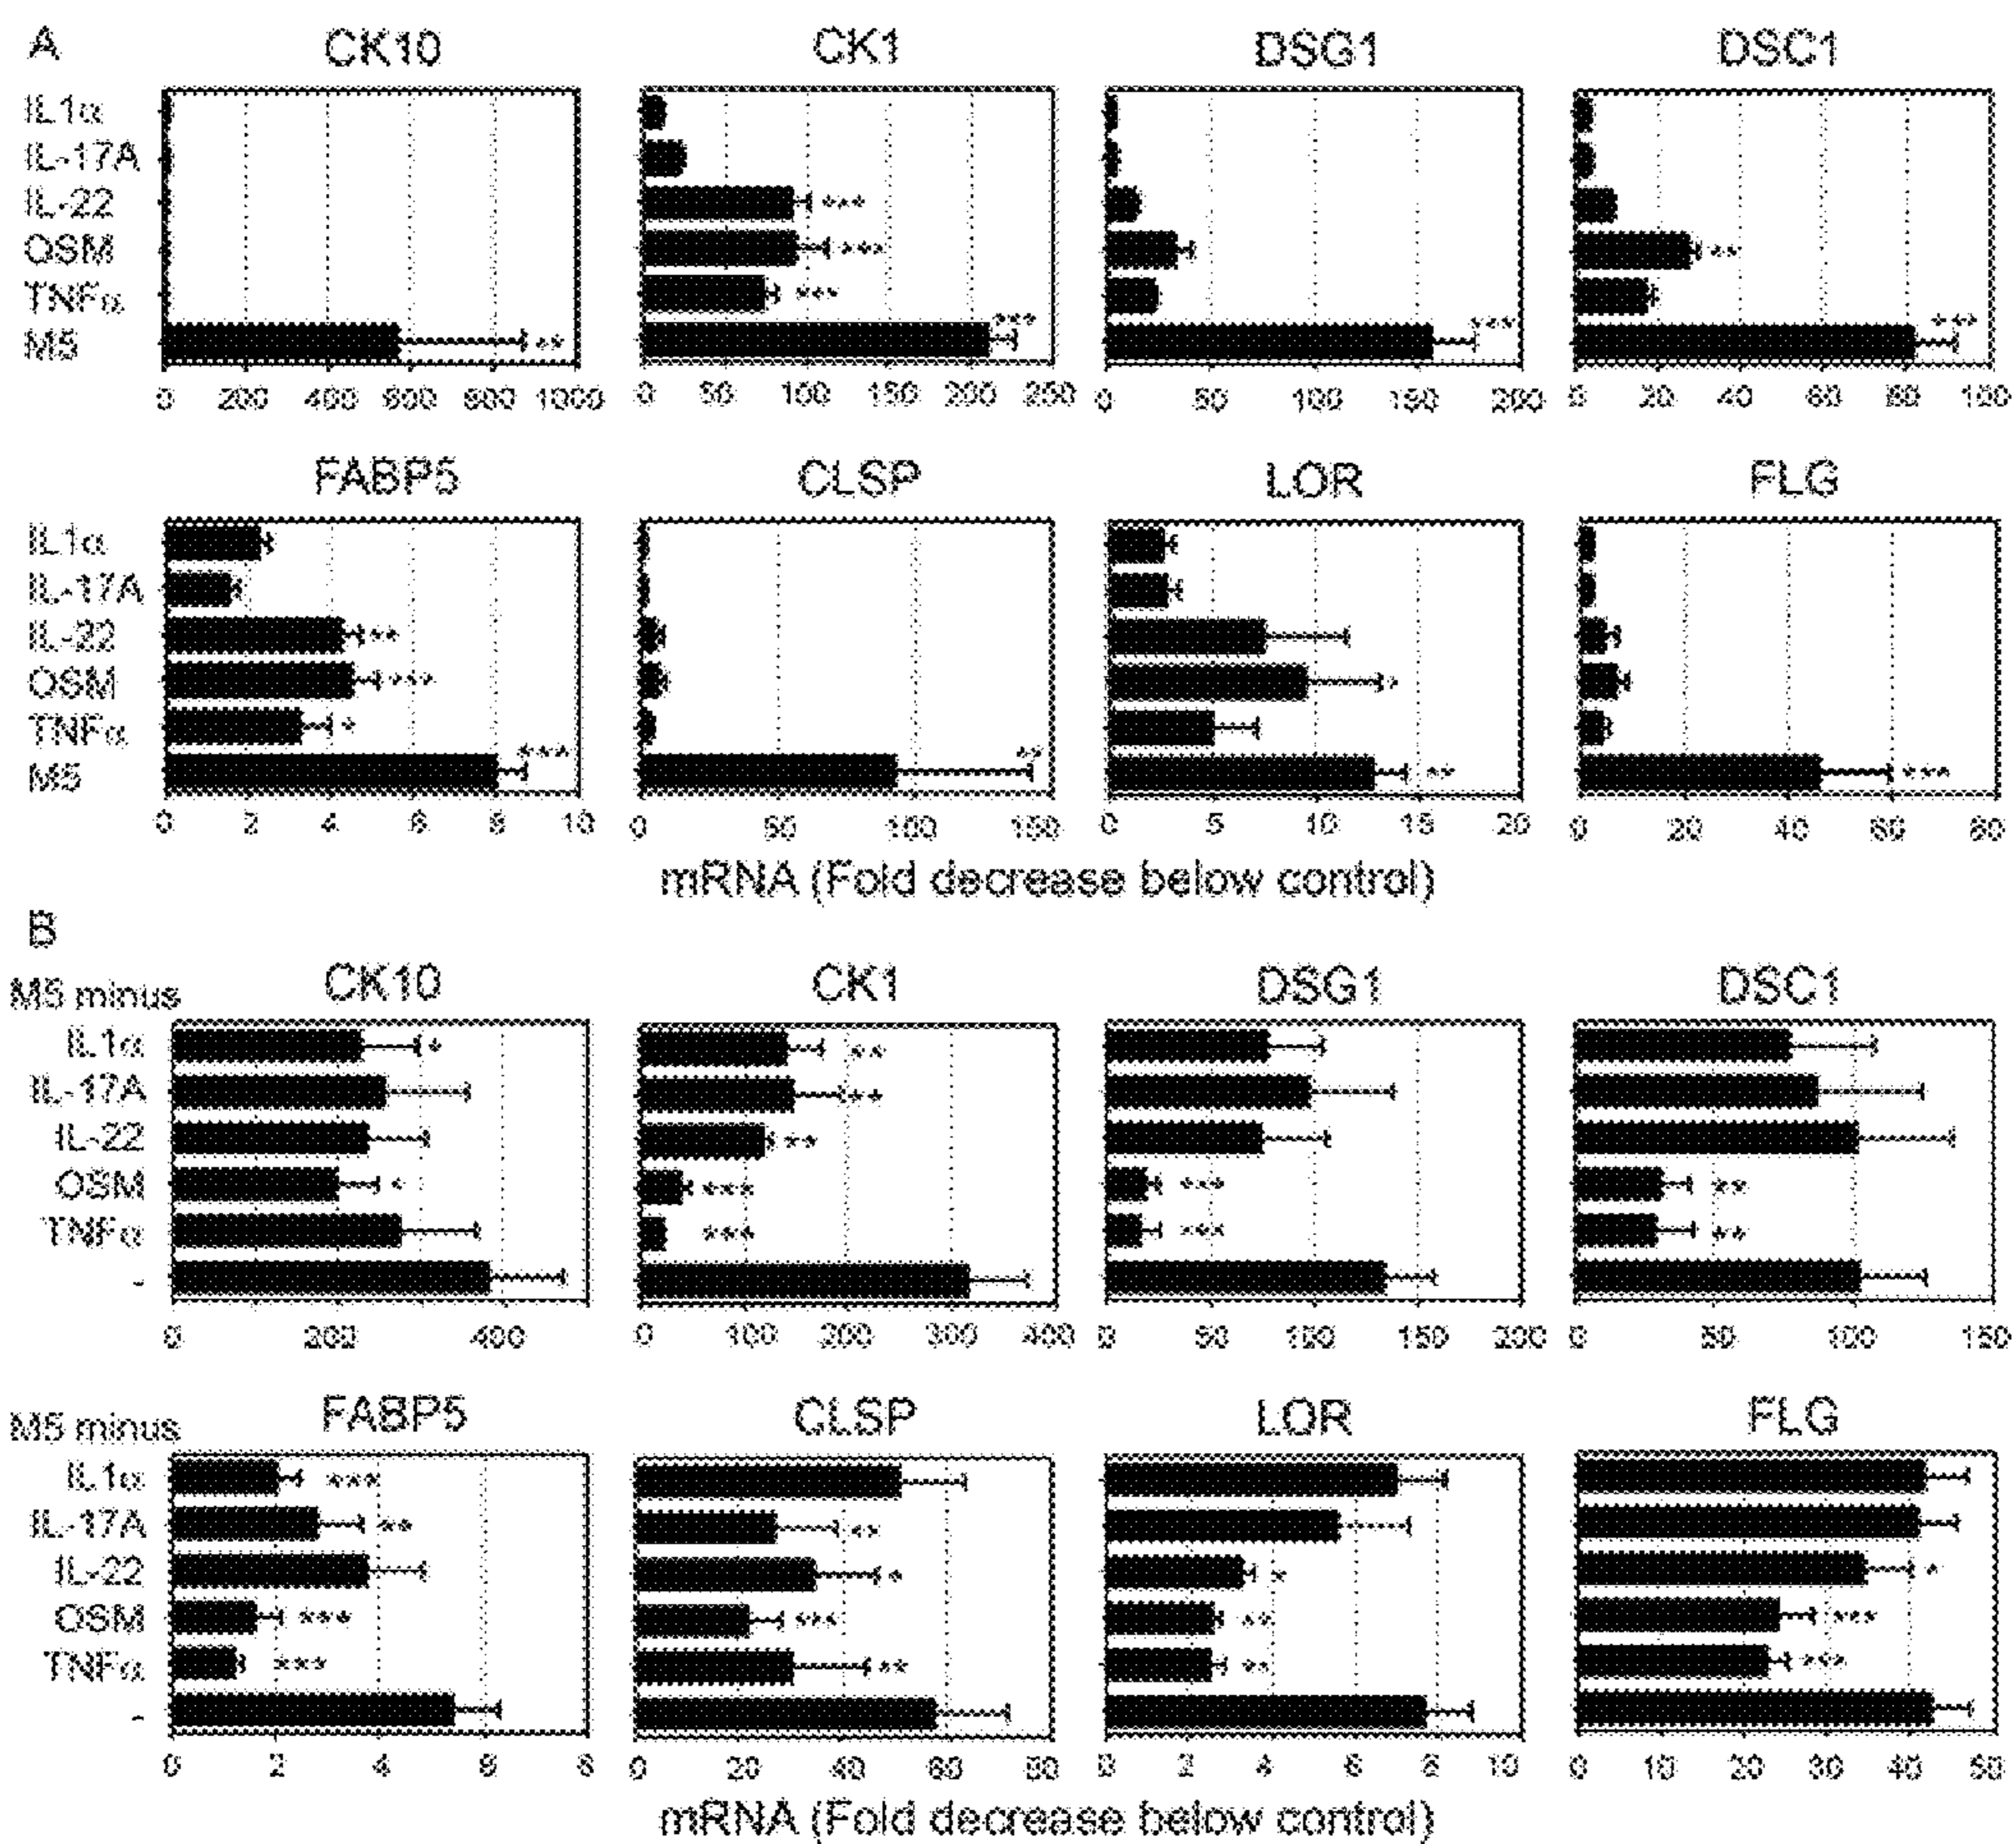 A
CK10 CK1 DSG1 DSC1
IL1α
IL-17A
IL-22
OSM
TNFα
M5
*** *** ** *** *** *** ** *** ***
0 200 400 600 800 1000 0 50 100 150 200 250 0 50 100 150 200 0 20 40 60 80 100
FABP5 CLSP LOR FLG
IL1α
IL-17A
IL-22 **
OSM *** *
TNFα *
M5 *** ** ** ***
0 2 4 6 8 10 0 50 100 150 0 5 10 15 20 0 20 40 60 80
mRNA (Fold decrease below control)
B
M5 minus CK10 CK1 DSG1 DSC1
IL1α * **
IL-17A **
IL-22 **
OSM * *** *** **
TNFα *** *** **
-
0 200 400 0 100 200 300 400 0 50 100 150 200 0 50 100 150
M5 minus FABP5 CLSP LOR FLG
IL1α ***
IL-17A ** **
IL-22 * * *
OSM *** *** ** ***
TNFα *** ** ** ***
-
0 2 4 6 8 0 20 40 60 80 0 2 4 6 8 10 0 10 20 30 40 50
mRNA (Fold decrease below control)